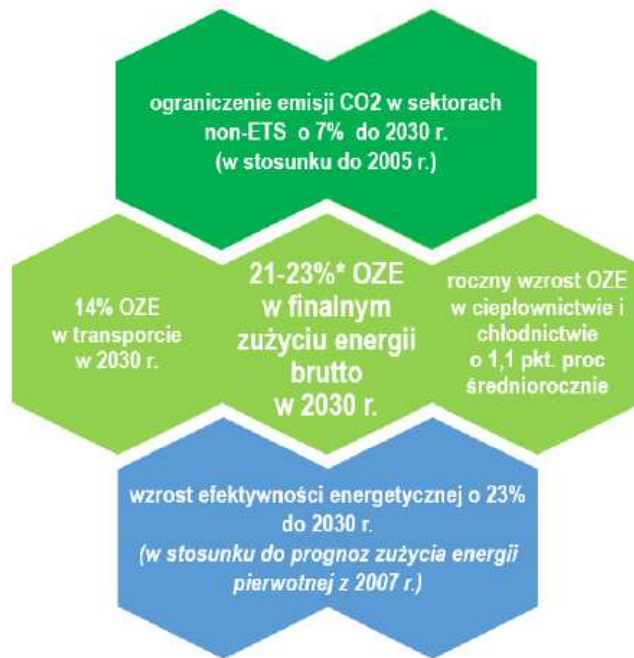 ograniczenie emisji CO2 w sektorach
non-ETS o 7% do 2030 r.
(w stosunku do 2005 r.)
14% OZE
w transporcie
w 2030 r.
21-23%* OZE
w finalnym
zużyciu energii
brutto
w 2030 r.
roczny wzrost OZE
w ciepłownictwie i
chłodnictwie
o 1,1 pkt. proc
średniorocznie
wzrost efektywności energetycznej o 23%
do 2030 r.
(w stosunku do prognoz zużycia energii
pierwotnej z 2007 r.)